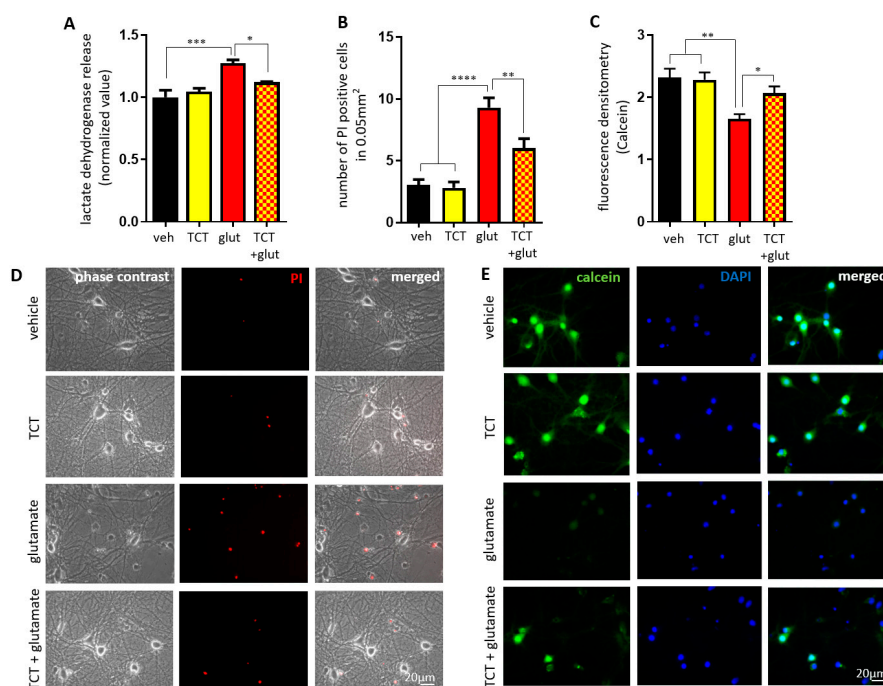 A
lactate dehydrogenase release
(normalized value)
1.5
1.0
0.5
0.0
***
*
veh
TCT
glut
TCT
+glut
B
number of PI positive cells
in 0.05mm²
15
10
5
0
****
**
veh
TCT
glut
TCT
+glut
C
fluorescence densitometry
(Calcein)
3
2
1
0
**
*
veh
TCT
glut
TCT
+glut
D
phase contrast
PI
merged
vehicle
TCT
glutamate
TCT + glutamate
20μm
E
calcein
DAPI
merged
vehicle
TCT
glutamate
TCT + glutamate
20μm